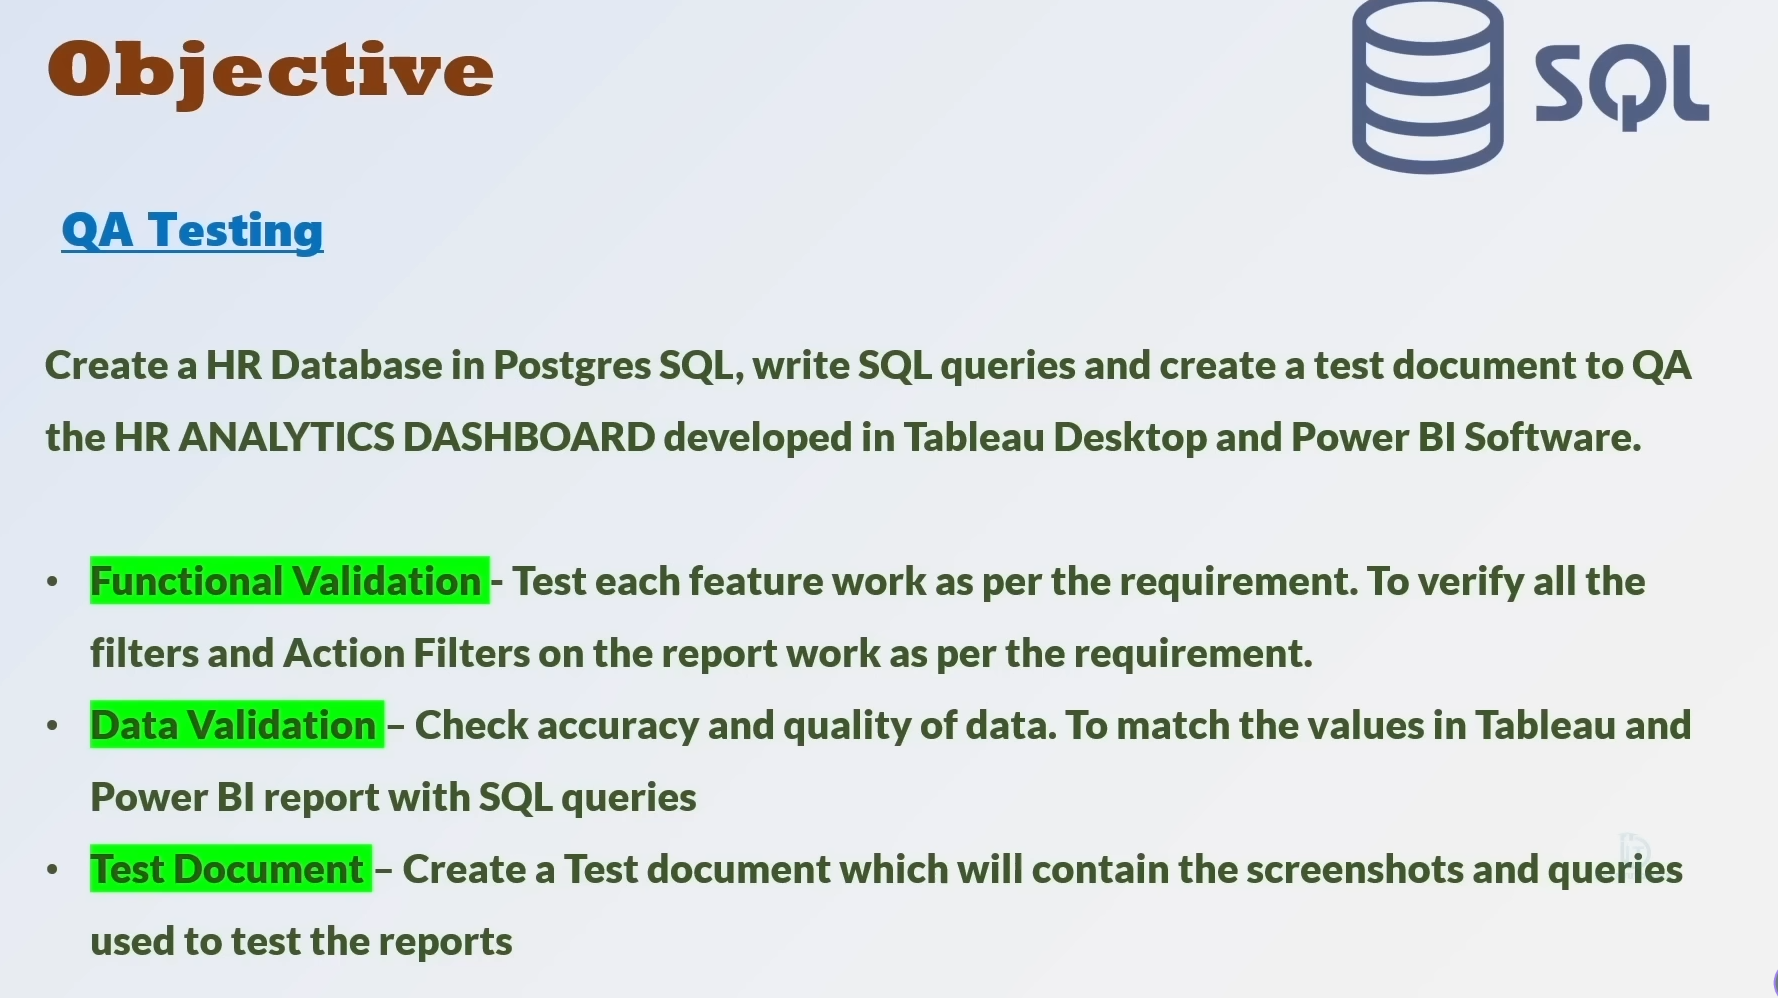 Objective
SQL
QA Testing
Create a HR Database in Postgres SQL, write SQL queries and create a test document to QA
the HR ANALYTICS DASHBOARD developed in Tableau Desktop and Power BI Software.
• Functional Validation - Test each feature work as per the requirement. To verify all the
filters and Action Filters on the report work as per the requirement.
• Data Validation – Check accuracy and quality of data. To match the values in Tableau and
Power BI report with SQL queries
• Test Document – Create a Test document which will contain the screenshots and queries
used to test the reports